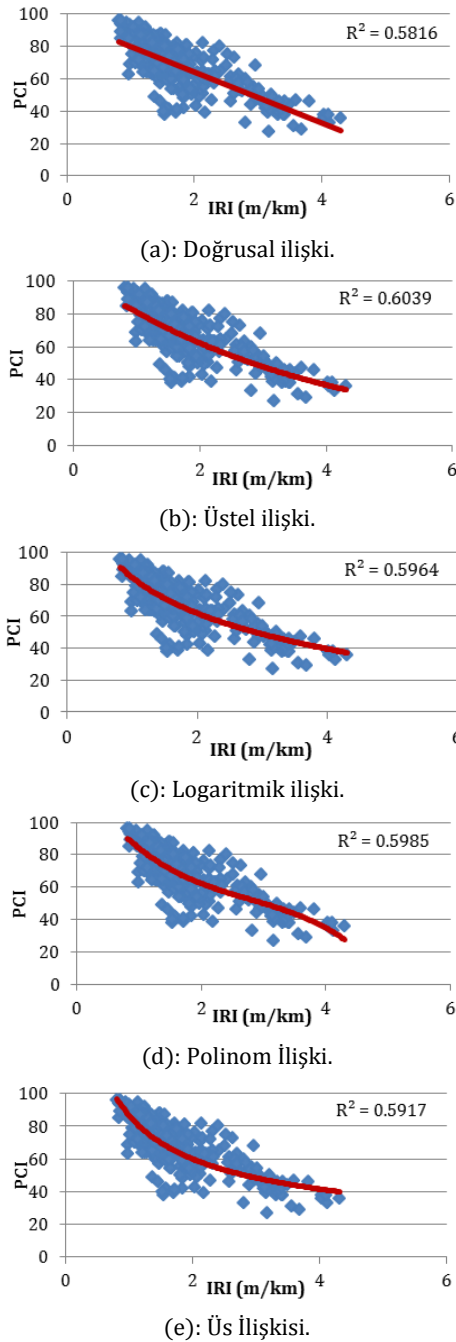 100
R² = 0.5816
80
60
PCI
40
20
0
0 2 4 6
IRI (m/km)
(a): Doğrusal ilişki.
100
R² = 0.6039
80
60
PCI
40
20
0
0 2 4 6
IRI (m/km)
(b): Üstel ilişki.
100
R² = 0.5964
80
60
PCI
40
20
0
0 2 4 6
IRI (m/km)
(c): Logaritmik ilişki.
100
R² = 0.5985
80
60
PCI
40
20
0
0 2 4 6
IRI (m/km)
(d): Polinom İlişki.
100
R² = 0.5917
80
60
PCI
40
20
0
0 2 4 6
IRI (m/km)
(e): Üs İlişkisi.